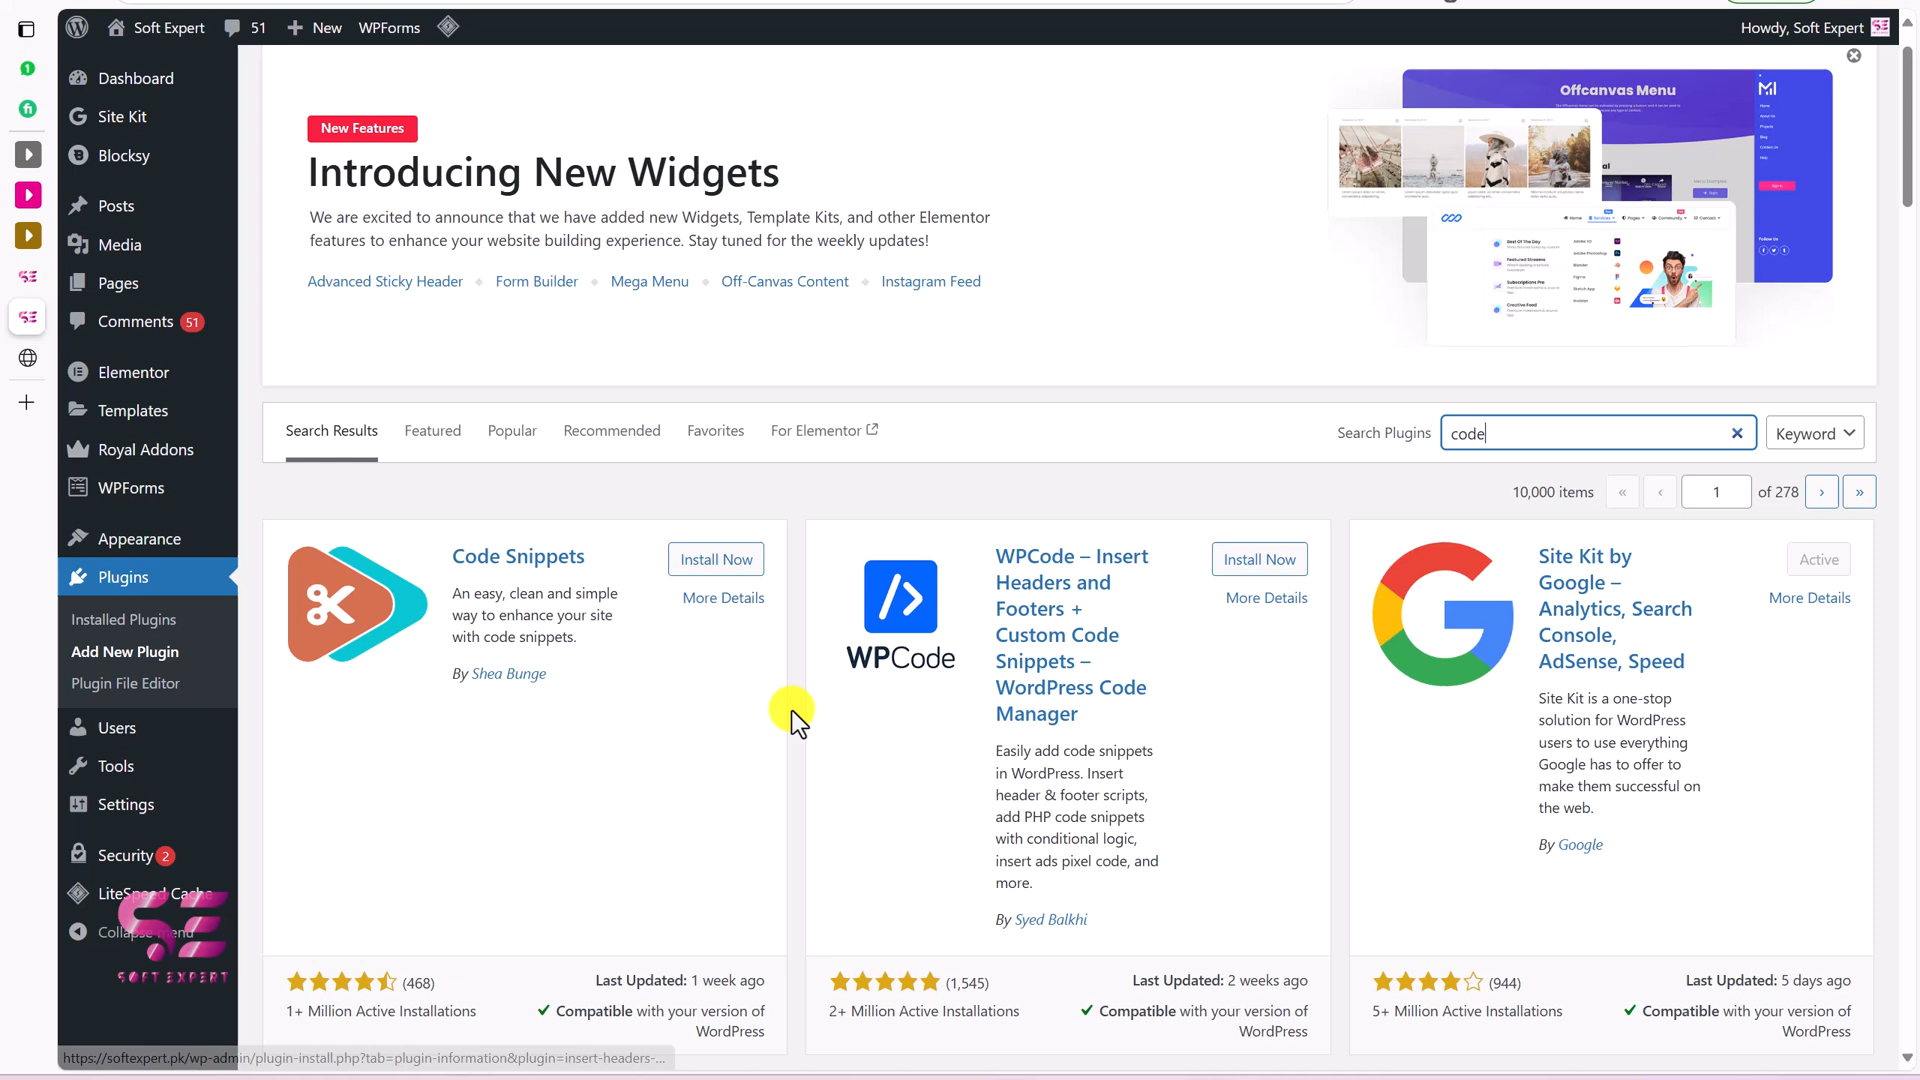 Soft Expert
51
New
WPForms
Howdy, Soft Expert
Dashboard
Site Kit
Blocksy
Posts
Media
Pages
Comments 51
Elementor
Templates
Royal Addons
WPForms
Appearance
Plugins
Installed Plugins
Add New Plugin
Plugin File Editor
Users
Tools
Settings
Security 2
LiteSpeed Cache
Collapse menu
SOFT EXPERT
New Features
Introducing New Widgets
We are excited to announce that we have added new Widgets, Template Kits, and other Elementor
features to enhance your website building experience. Stay tuned for the weekly updates!
Advanced Sticky Header
Form Builder
Mega Menu
Off-Canvas Content
Instagram Feed
Offcanvas Menu
Search Results
Featured
Popular
Recommended
Favorites
For Elementor
Search Plugins
code
Keyword
10,000 items
« ‹ 1 of 278 › »
Code Snippets
Install Now
More Details
An easy, clean and simple
way to enhance your site
with code snippets.
By Shea Bunge
(468)
Last Updated: 1 week ago
1+ Million Active Installations
Compatible with your version of
WordPress
WPCode
WPCode – Insert
Headers and
Footers +
Custom Code
Snippets –
WordPress Code
Manager
Install Now
More Details
Easily add code snippets
in WordPress. Insert
header & footer scripts,
add PHP code snippets
with conditional logic,
insert ads pixel code, and
more.
By Syed Balkhi
(1,545)
Last Updated: 2 weeks ago
2+ Million Active Installations
Compatible with your version of
WordPress
Site Kit by
Google –
Analytics, Search
Console,
AdSense, Speed
Active
More Details
Site Kit is a one-stop
solution for WordPress
users to use everything
Google has to offer to
make them successful on
the web.
By Google
(944)
Last Updated: 5 days ago
5+ Million Active Installations
Compatible with your version of
WordPress
https://softexpert.pk/wp-admin/plugin-install.php?tab=plugin-information&plugin=insert-headers-...